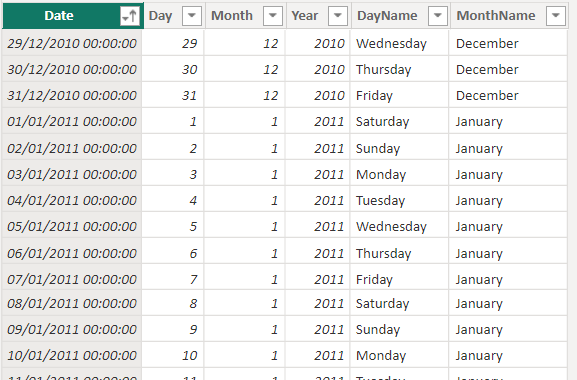 Date Day Month Year DayName MonthName
29/12/2010 00:00:00 29 12 2010 Wednesday December
30/12/2010 00:00:00 30 12 2010 Thursday December
31/12/2010 00:00:00 31 12 2010 Friday December
01/01/2011 00:00:00 1 1 2011 Saturday January
02/01/2011 00:00:00 2 1 2011 Sunday January
03/01/2011 00:00:00 3 1 2011 Monday January
04/01/2011 00:00:00 4 1 2011 Tuesday January
05/01/2011 00:00:00 5 1 2011 Wednesday January
06/01/2011 00:00:00 6 1 2011 Thursday January
07/01/2011 00:00:00 7 1 2011 Friday January
08/01/2011 00:00:00 8 1 2011 Saturday January
09/01/2011 00:00:00 9 1 2011 Sunday January
10/01/2011 00:00:00 10 1 2011 Monday January